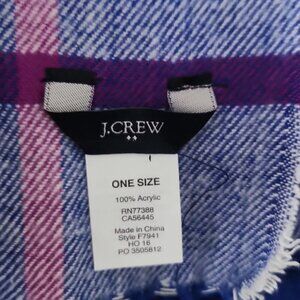 J.CREW
ONE SIZE
100% Acrylic
RN77388
CA56445
Made in China
Style F7941
HO 16
PO 3505812